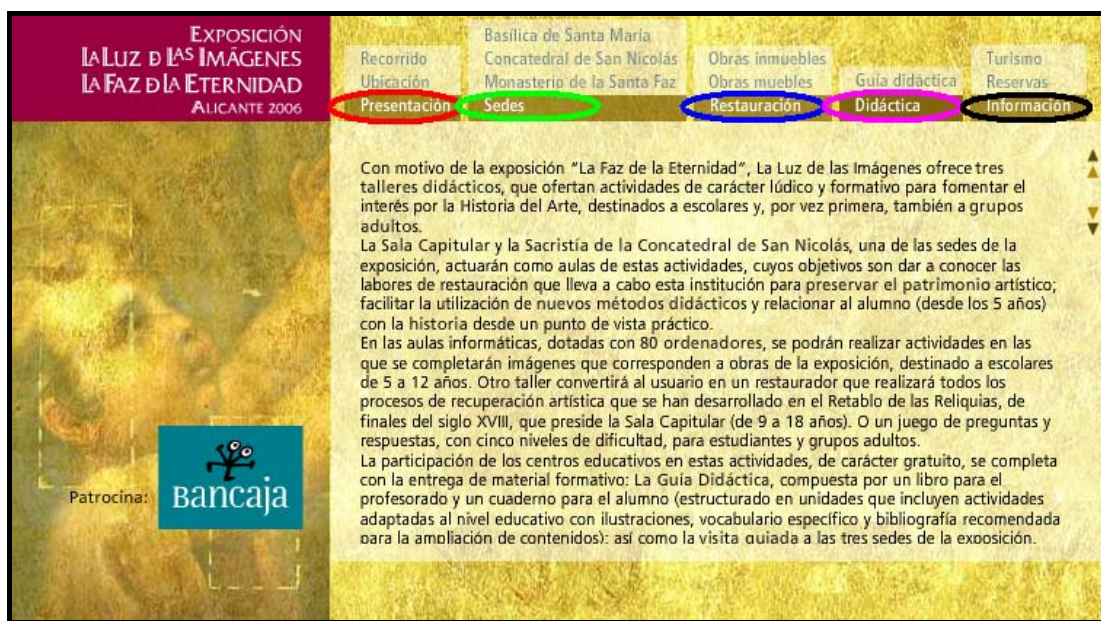 EXPOSICIÓN
LA LUZ Đ LAS IMÁGENES
LA FAZ Đ LA ETERNIDAD
ALICANTE 2006
Recorrido
Ubicación
Presentación
Basílica de Santa María
Concatedral de San Nicolás
Monasterio de la Santa Faz
Sedes
Obras inmuebles
Obras muebles
Restauración
Guía didáctica
Didáctica
Turismo
Reservas
Información
Con motivo de la exposición “La Faz de la Eternidad”, La Luz de las Imágenes ofrece tres
talleres didácticos, que ofertan actividades de carácter lúdico y formativo para fomentar el
interés por la Historia del Arte, destinados a escolares y, por vez primera, también a grupos
adultos.
La Sala Capitular y la Sacristía de la Concatedral de San Nicolás, una de las sedes de la
exposición, actuarán como aulas de estas actividades, cuyos objetivos son dar a conocer las
labores de restauración que lleva a cabo esta institución para preservar el patrimonio artístico;
facilitar la utilización de nuevos métodos didácticos y relacionar al alumno (desde los 5 años)
con la historia desde un punto de vista práctico.
En las aulas informáticas, dotadas con 80 ordenadores, se podrán realizar actividades en las
que se completarán imágenes que corresponden a obras de la exposición, destinado a escolares
de 5 a 12 años. Otro taller convertirá al usuario en un restaurador que realizará todos los
procesos de recuperación artística que se han desarrollado en el Retablo de las Reliquias, de
finales del siglo XVIII, que preside la Sala Capitular (de 9 a 18 años). O un juego de preguntas y
respuestas, con cinco niveles de dificultad, para estudiantes y grupos adultos.
La participación de los centros educativos en estas actividades, de carácter gratuito, se completa
con la entrega de material formativo: La Guía Didáctica, compuesta por un libro para el
profesorado y un cuaderno para el alumno (estructurado en unidades que incluyen actividades
adaptadas al nivel educativo con ilustraciones, vocabulario específico y bibliografía recomendada
para la ampliación de contenidos); así como la visita guiada a las tres sedes de la exposición.
Patrocina:
Bancaja